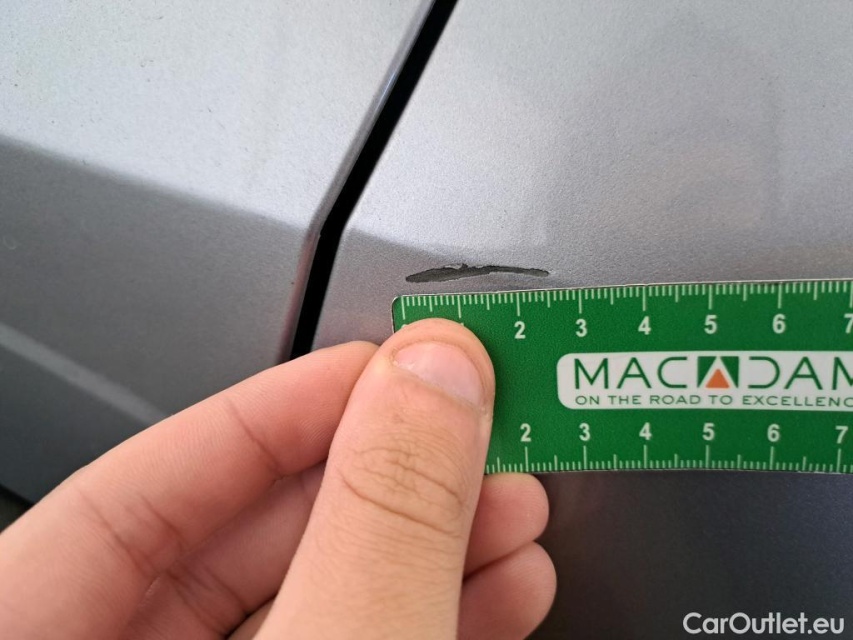 2 3 4 5 6 7
MACADAM
ON THE ROAD TO EXCELLENC
2 3 4 5 6 7
CarOutlet.eu